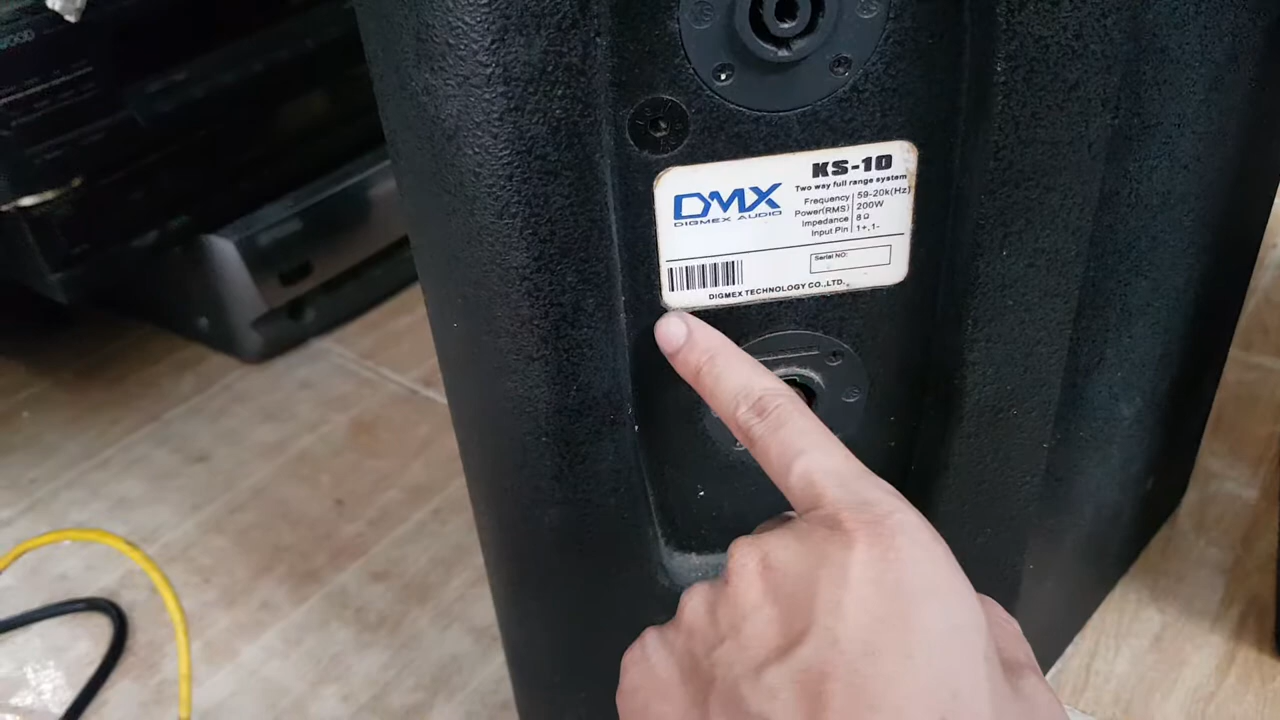 KS-10
Two way full range system
DMX
DIGMEX AUDIO
Frequency 59-20k(Hz)
Power(RMS) 200W
Impedance 8Ω
Input Pin 1+,1-
Serial NO:
DIGMEX TECHNOLOGY CO.,LTD.